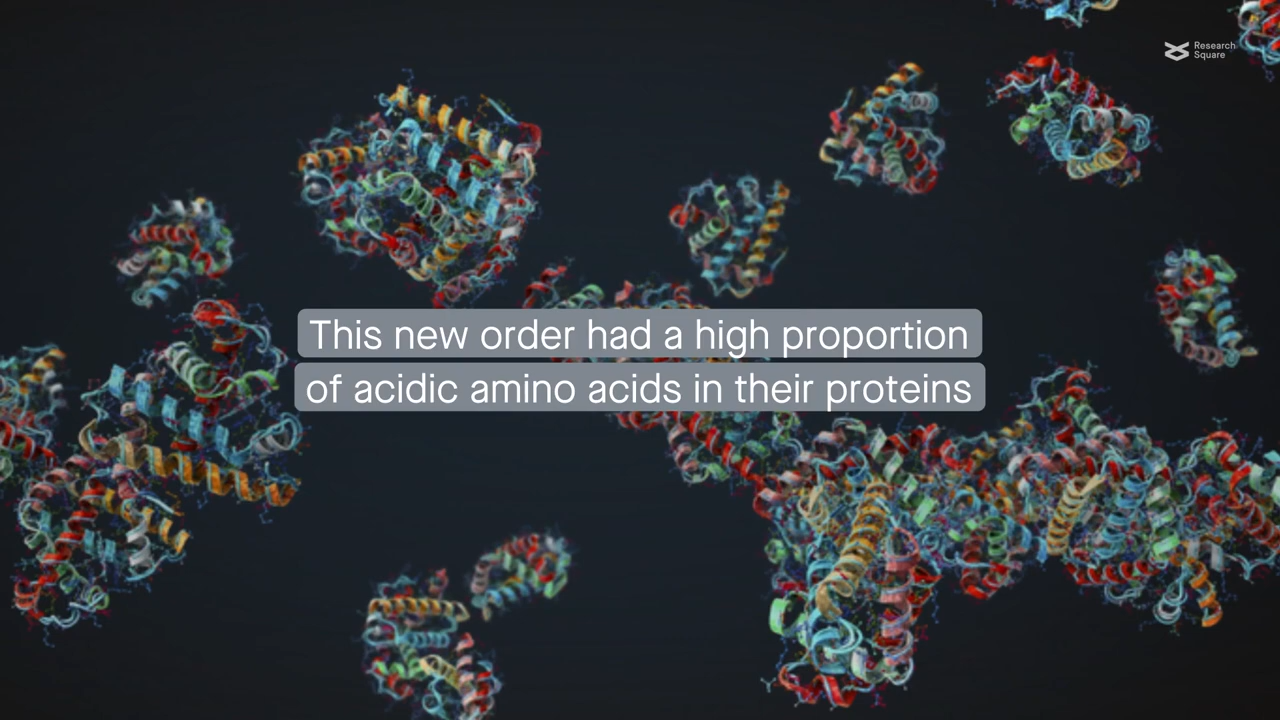 Research
Square
This new order had a high proportion
of acidic amino acids in their proteins